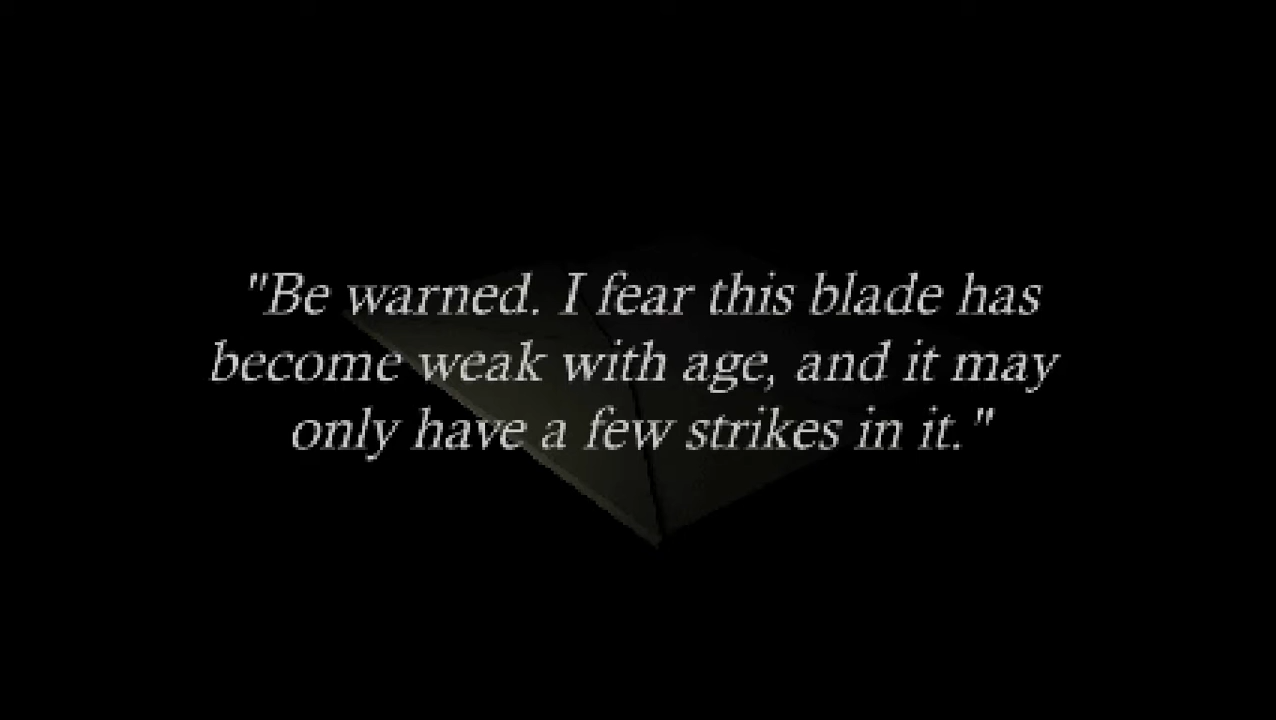 "Be warned. I fear this blade has
become weak with age, and it may
only have a few strikes in it."